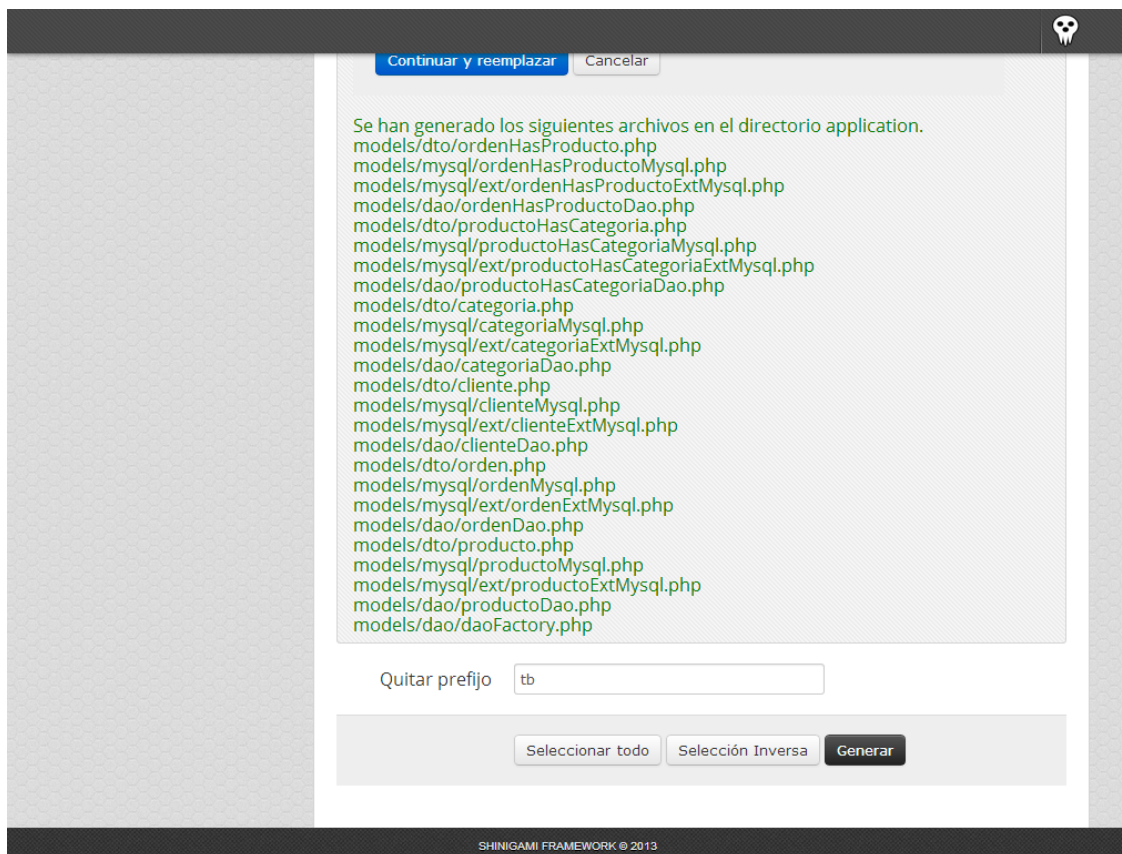 Continuar y reemplazar Cancelar
Se han generado los siguientes archivos en el directorio application.
models/dto/ordenHasProducto.php
models/mysql/ordenHasProductoMysql.php
models/mysql/ext/ordenHasProductoExtMysql.php
models/dao/ordenHasProductoDao.php
models/dto/productoHasCategoria.php
models/mysql/productoHasCategoriaMysql.php
models/mysql/ext/productoHasCategoriaExtMysql.php
models/dao/productoHasCategoriaDao.php
models/dto/categoria.php
models/mysql/categoriaMysql.php
models/mysql/ext/categoriaExtMysql.php
models/dao/categoriaDao.php
models/dto/cliente.php
models/mysql/clienteMysql.php
models/mysql/ext/clienteExtMysql.php
models/dao/clienteDao.php
models/dto/orden.php
models/mysql/ordenMysql.php
models/mysql/ext/ordenExtMysql.php
models/dao/ordenDao.php
models/dto/producto.php
models/mysql/productoMysql.php
models/mysql/ext/productoExtMysql.php
models/dao/productoDao.php
models/dao/daoFactory.php
Quitar prefijo tb
Seleccionar todo Selección Inversa Generar
SHINIGAMI FRAMEWORK © 2013